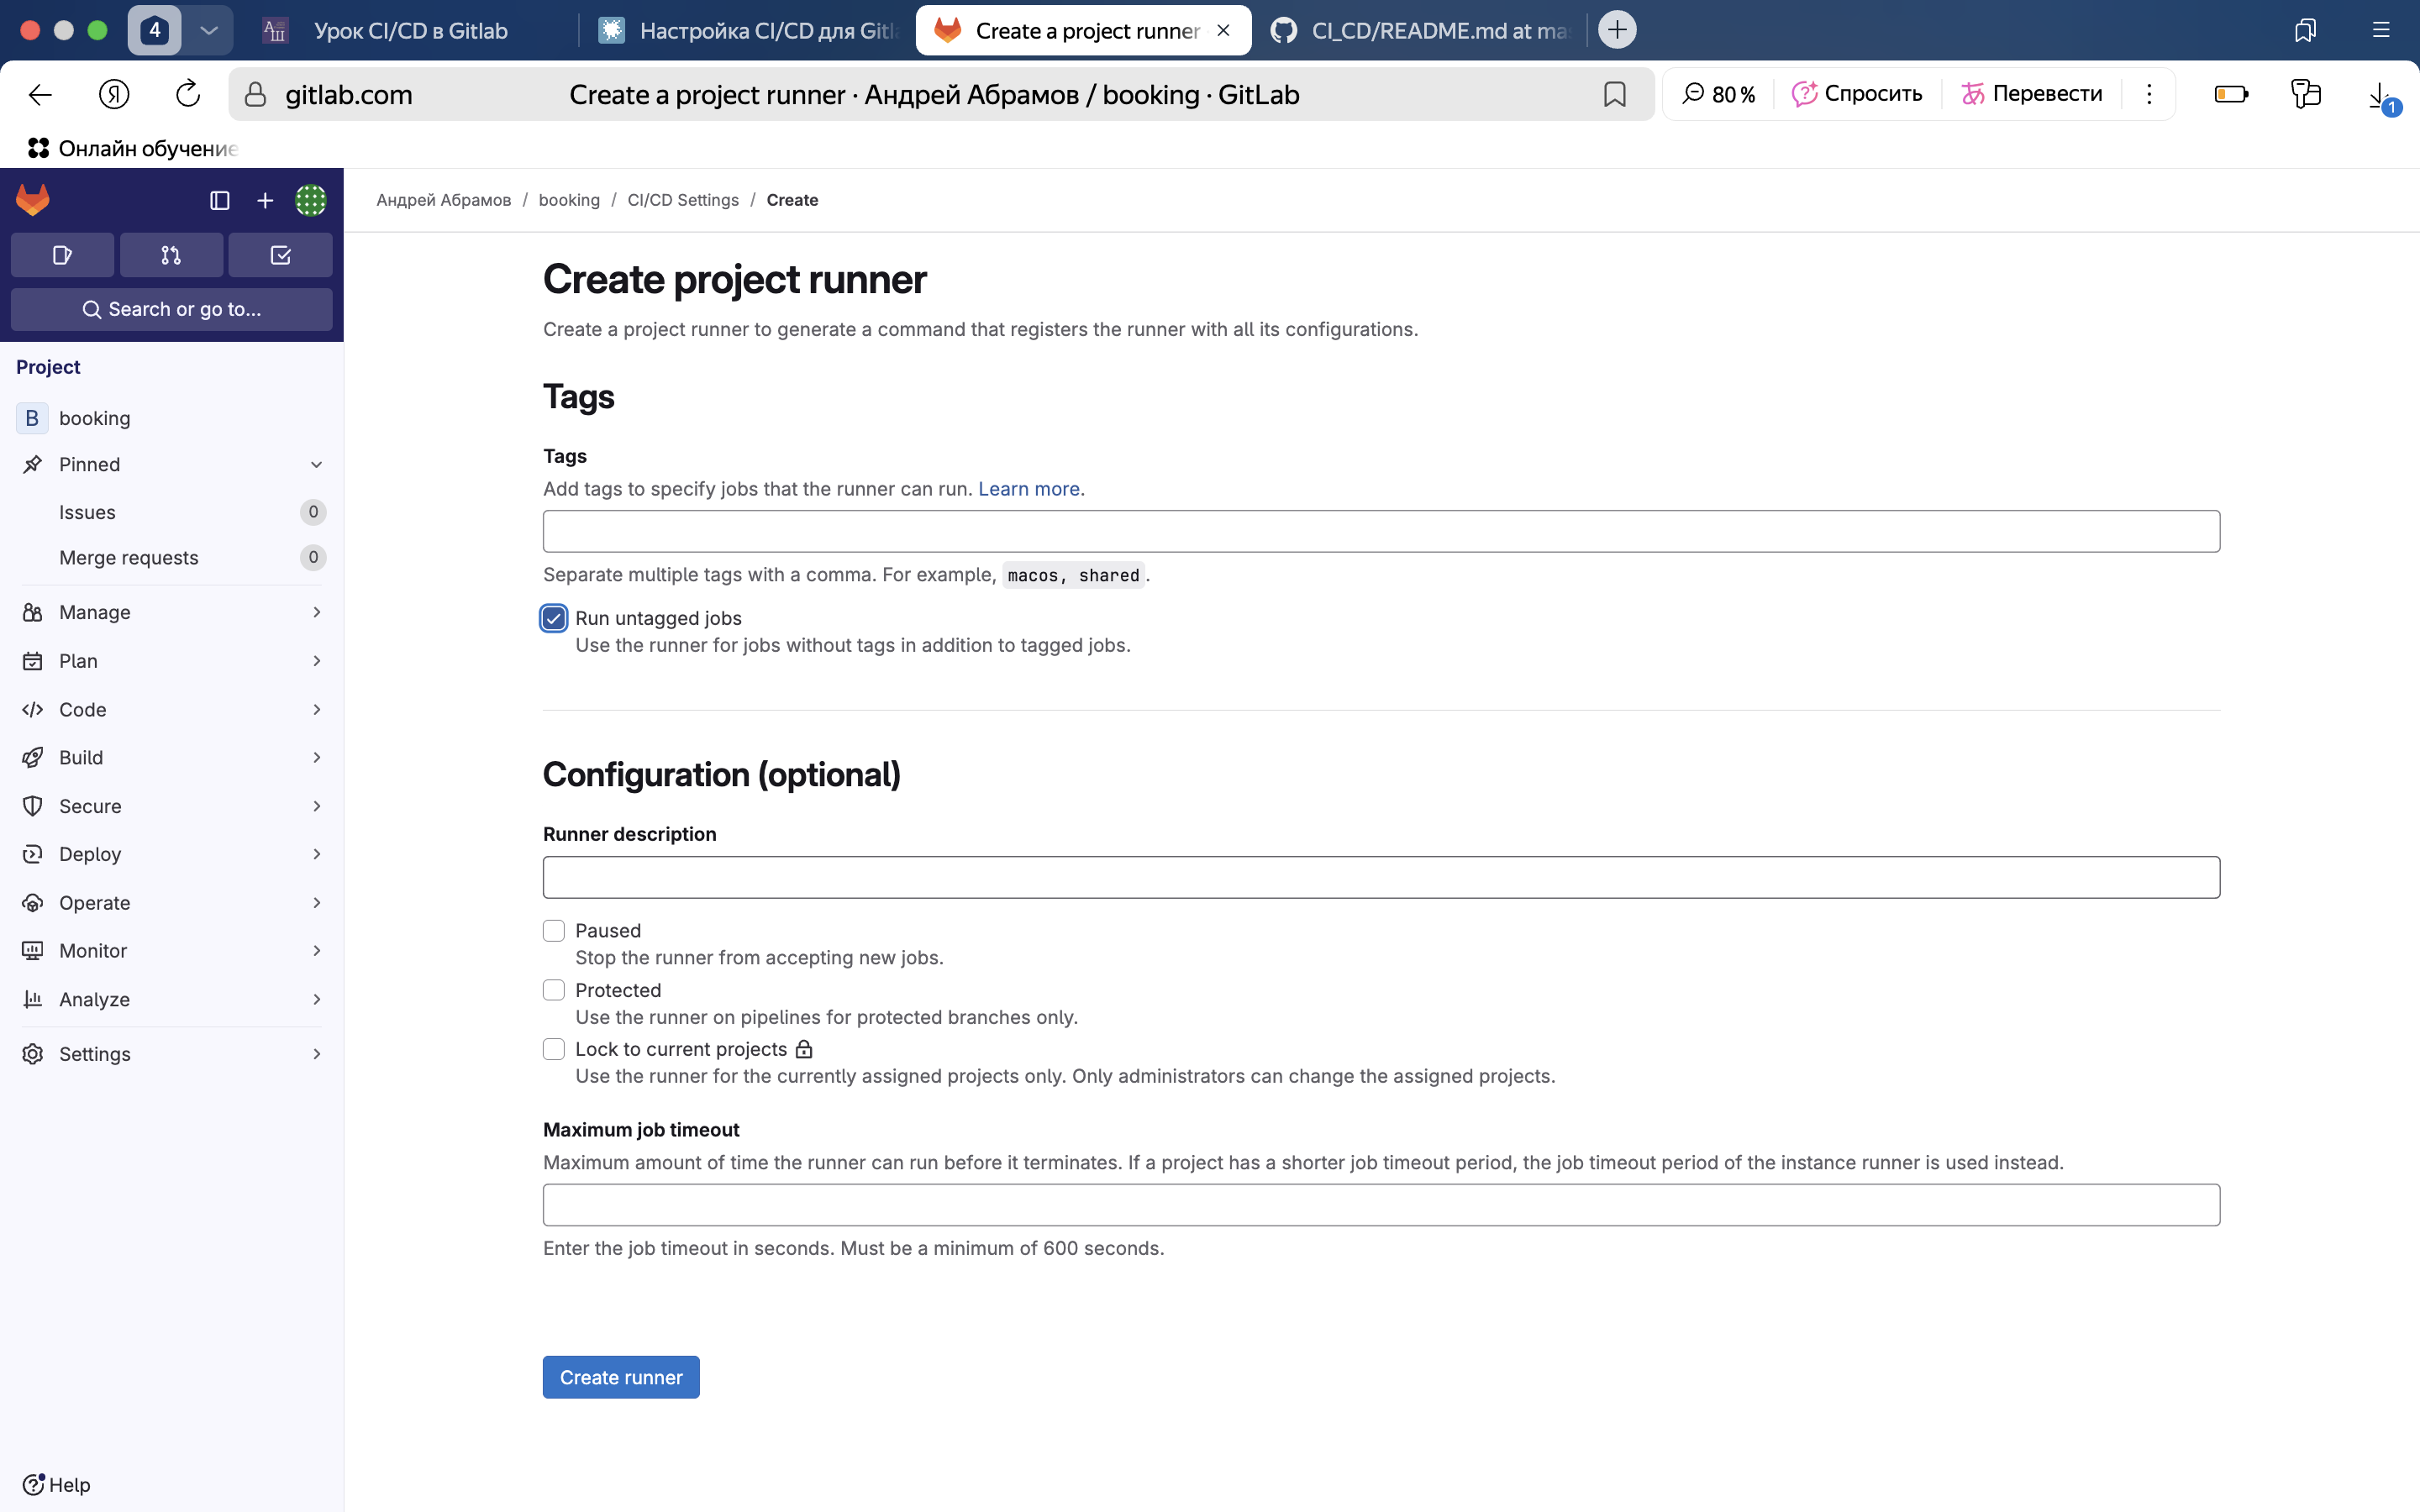 4
Урок CI/CD в Gitlab
Настройка CI/CD для Gitl
Create a project runner
CI_CD/README.md at ma
gitlab.com
Create a project runner · Андрей Абрамов / booking · GitLab
80 %
Спросить
Перевести
1
Онлайн обучение
Search or go to...
Project
B booking
Pinned
Issues 0
Merge requests 0
Manage
Plan
Code
Build
Secure
Deploy
Operate
Monitor
Analyze
Settings
Help
Андрей Абрамов / booking / CI/CD Settings / Create
Create project runner
Create a project runner to generate a command that registers the runner with all its configurations.
Tags
Tags
Add tags to specify jobs that the runner can run. Learn more.
Separate multiple tags with a comma. For example, macos, shared.
Run untagged jobs
Use the runner for jobs without tags in addition to tagged jobs.
Configuration (optional)
Runner description
Paused
Stop the runner from accepting new jobs.
Protected
Use the runner on pipelines for protected branches only.
Lock to current projects
Use the runner for the currently assigned projects only. Only administrators can change the assigned projects.
Maximum job timeout
Maximum amount of time the runner can run before it terminates. If a project has a shorter job timeout period, the job timeout period of the instance runner is used instead.
Enter the job timeout in seconds. Must be a minimum of 600 seconds.
Create runner